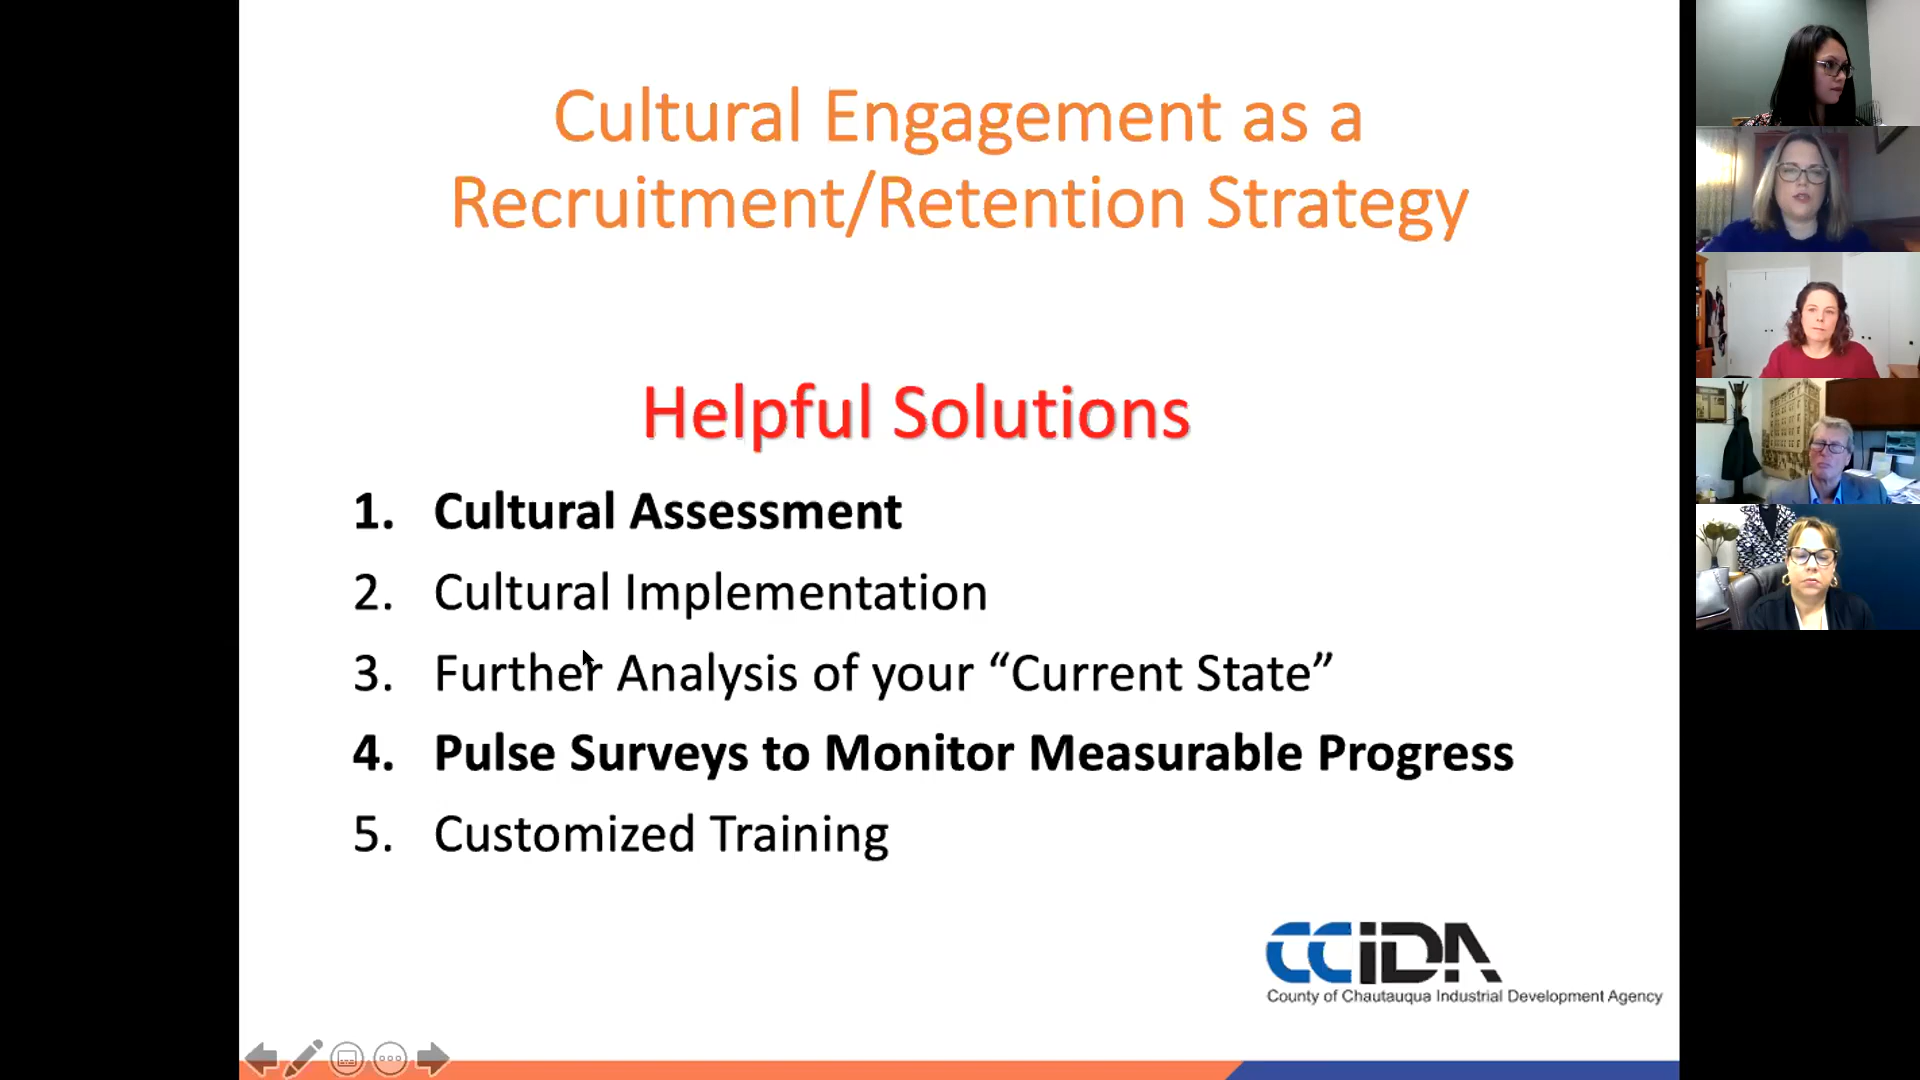 Cultural Engagement as a
Recruitment/Retention Strategy
Helpful Solutions
1. Cultural Assessment
2. Cultural Implementation
3. Further Analysis of your “Current State”
4. Pulse Surveys to Monitor Measurable Progress
5. Customized Training
CCIDA
County of Chautauqua Industrial Development Agency